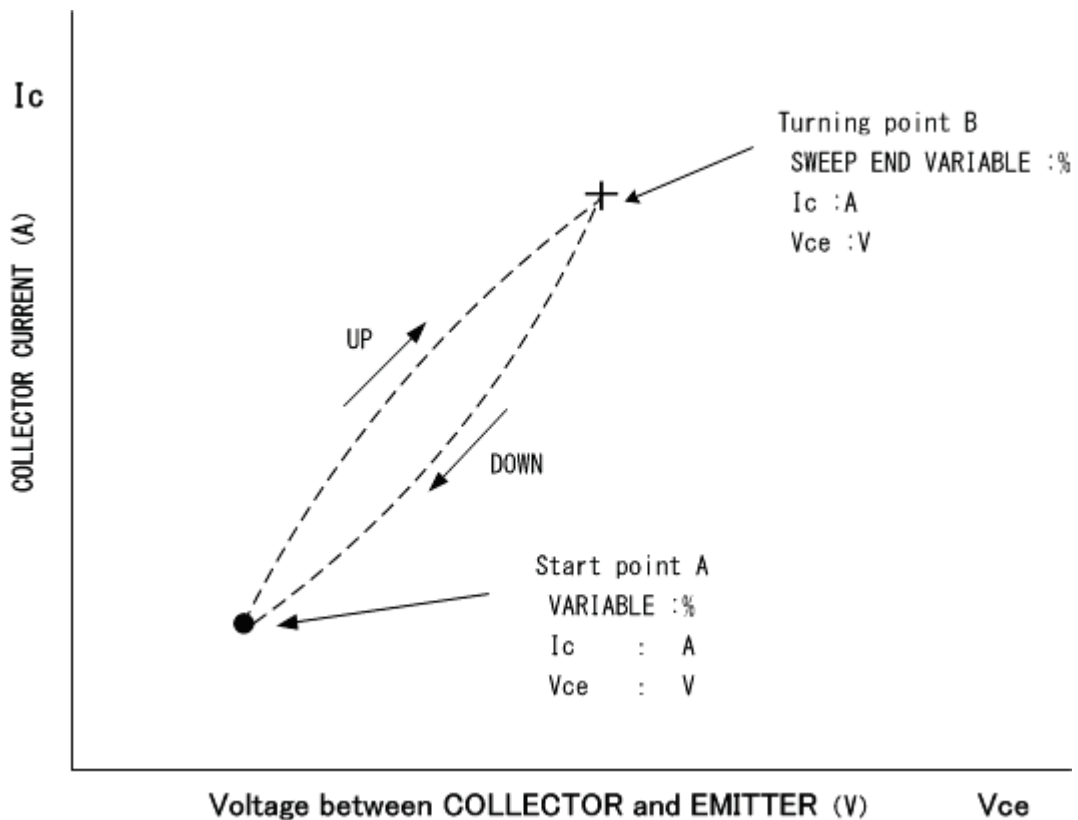 Ic
COLLECTOR CURRENT (A)
Turning point B
SWEEP END VARIABLE :%
Ic :A
Vce :V
UP
DOWN
Start point A
VARIABLE :%
Ic : A
Vce : V
Voltage between COLLECTOR and EMITTER (V) Vce